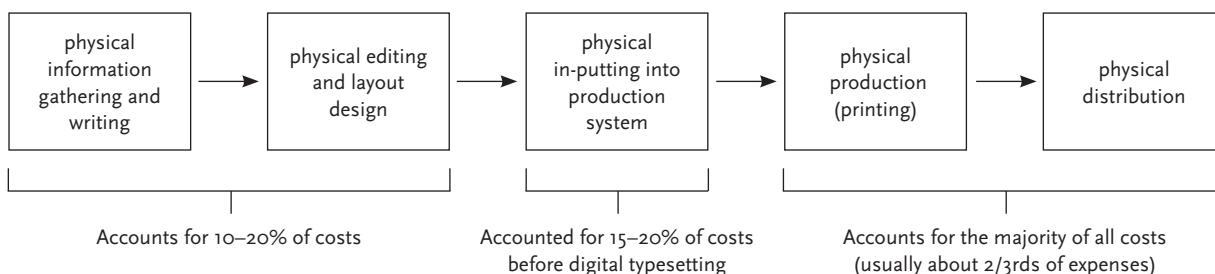 physical
information
gathering and
writing
physical editing
and layout
design
physical
in-putting into
production
system
physical
production
(printing)
physical
distribution
Accounts for 10–20% of costs
Accounted for 15–20% of costs
before digital typesetting
Accounts for the majority of all costs
(usually about 2/3rds of expenses)